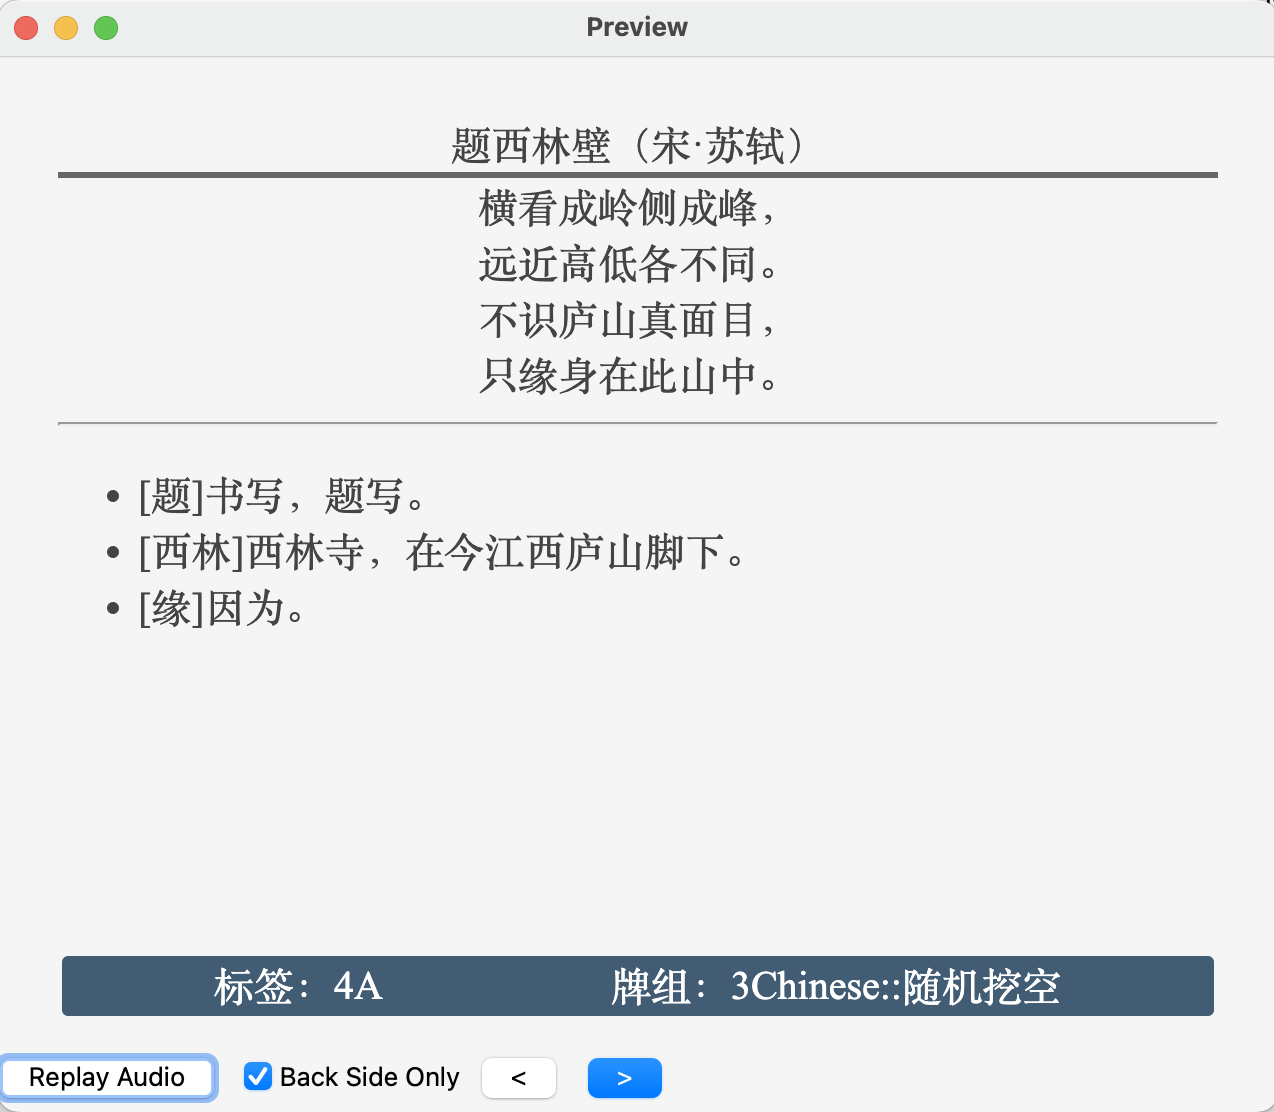 Preview
题西林壁（宋·苏轼）
横看成岭侧成峰，
远近高低各不同。
不识庐山真面目，
只缘身在此山中。
• [题]书写，题写。
• [西林]西林寺，在今江西庐山脚下。
• [缘]因为。
标签：4A 牌组：3Chinese::随机挖空
Replay Audio Back Side Only < >